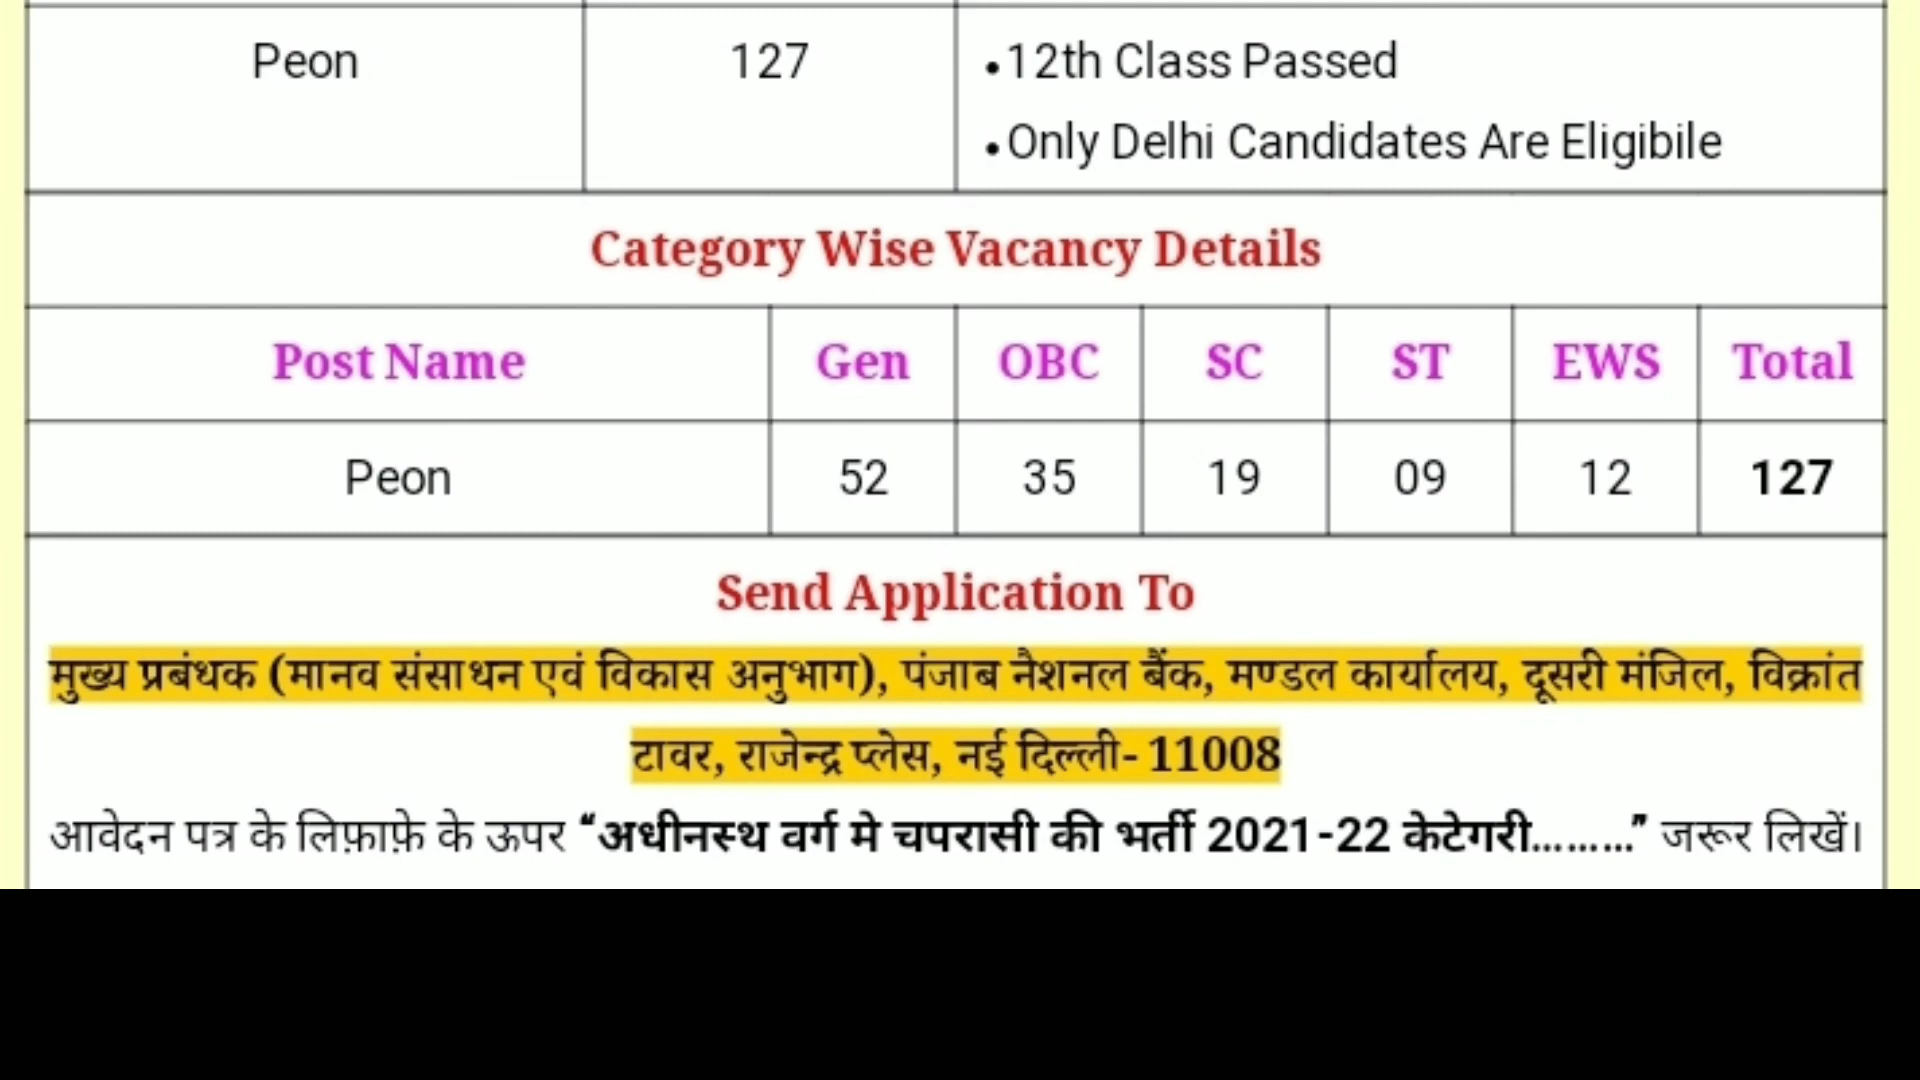 Peon 127 •12th Class Passed
•Only Delhi Candidates Are Eligibile
Category Wise Vacancy Details
Post Name Gen OBC SC ST EWS Total
Peon 52 35 19 09 12 127
Send Application To
मुख्य प्रबंधक (मानव संसाधन एवं विकास अनुभाग), पंजाब नैशनल बैंक, मण्डल कार्यालय, दूसरी मंजिल, विक्रांत
टावर, राजेन्द्र प्लेस, नई दिल्ली- 11008
आवेदन पत्र के लिफ़ाफ़े के ऊपर “अधीनस्थ वर्ग मे चपरासी की भर्ती 2021-22 केटेगरी.........” जरूर लिखें।